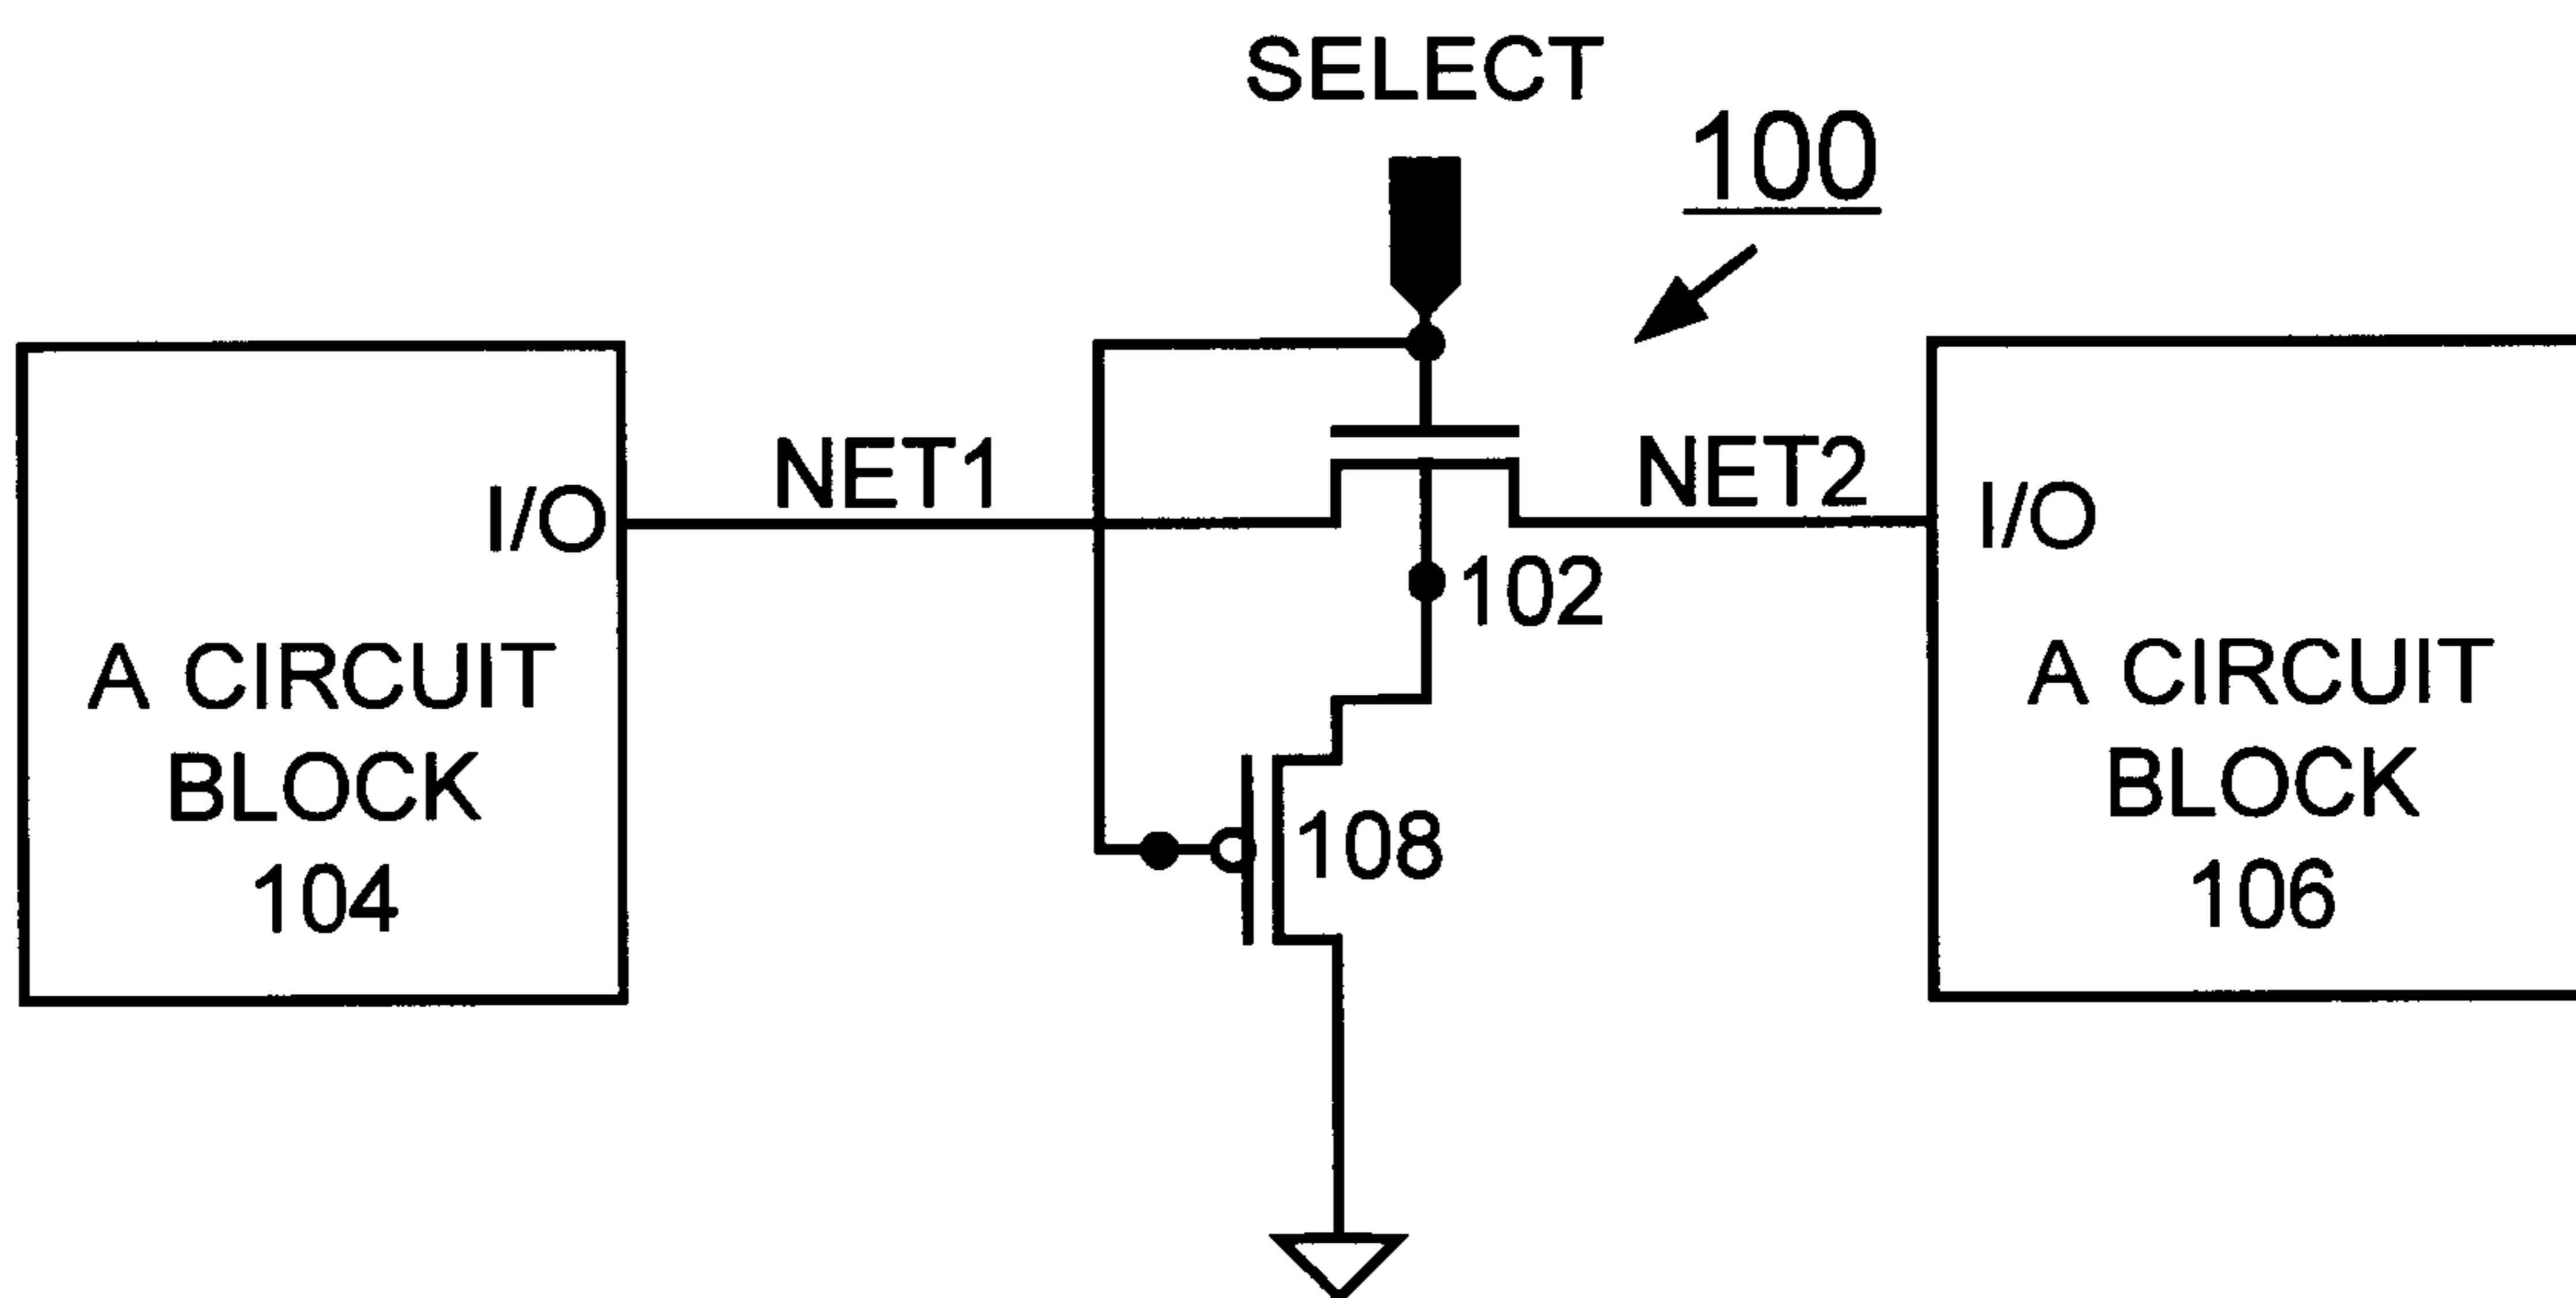 SELECT
100
NET1
NET2
I/O
I/O
102
A CIRCUIT
BLOCK
104
108
A CIRCUIT
BLOCK
106